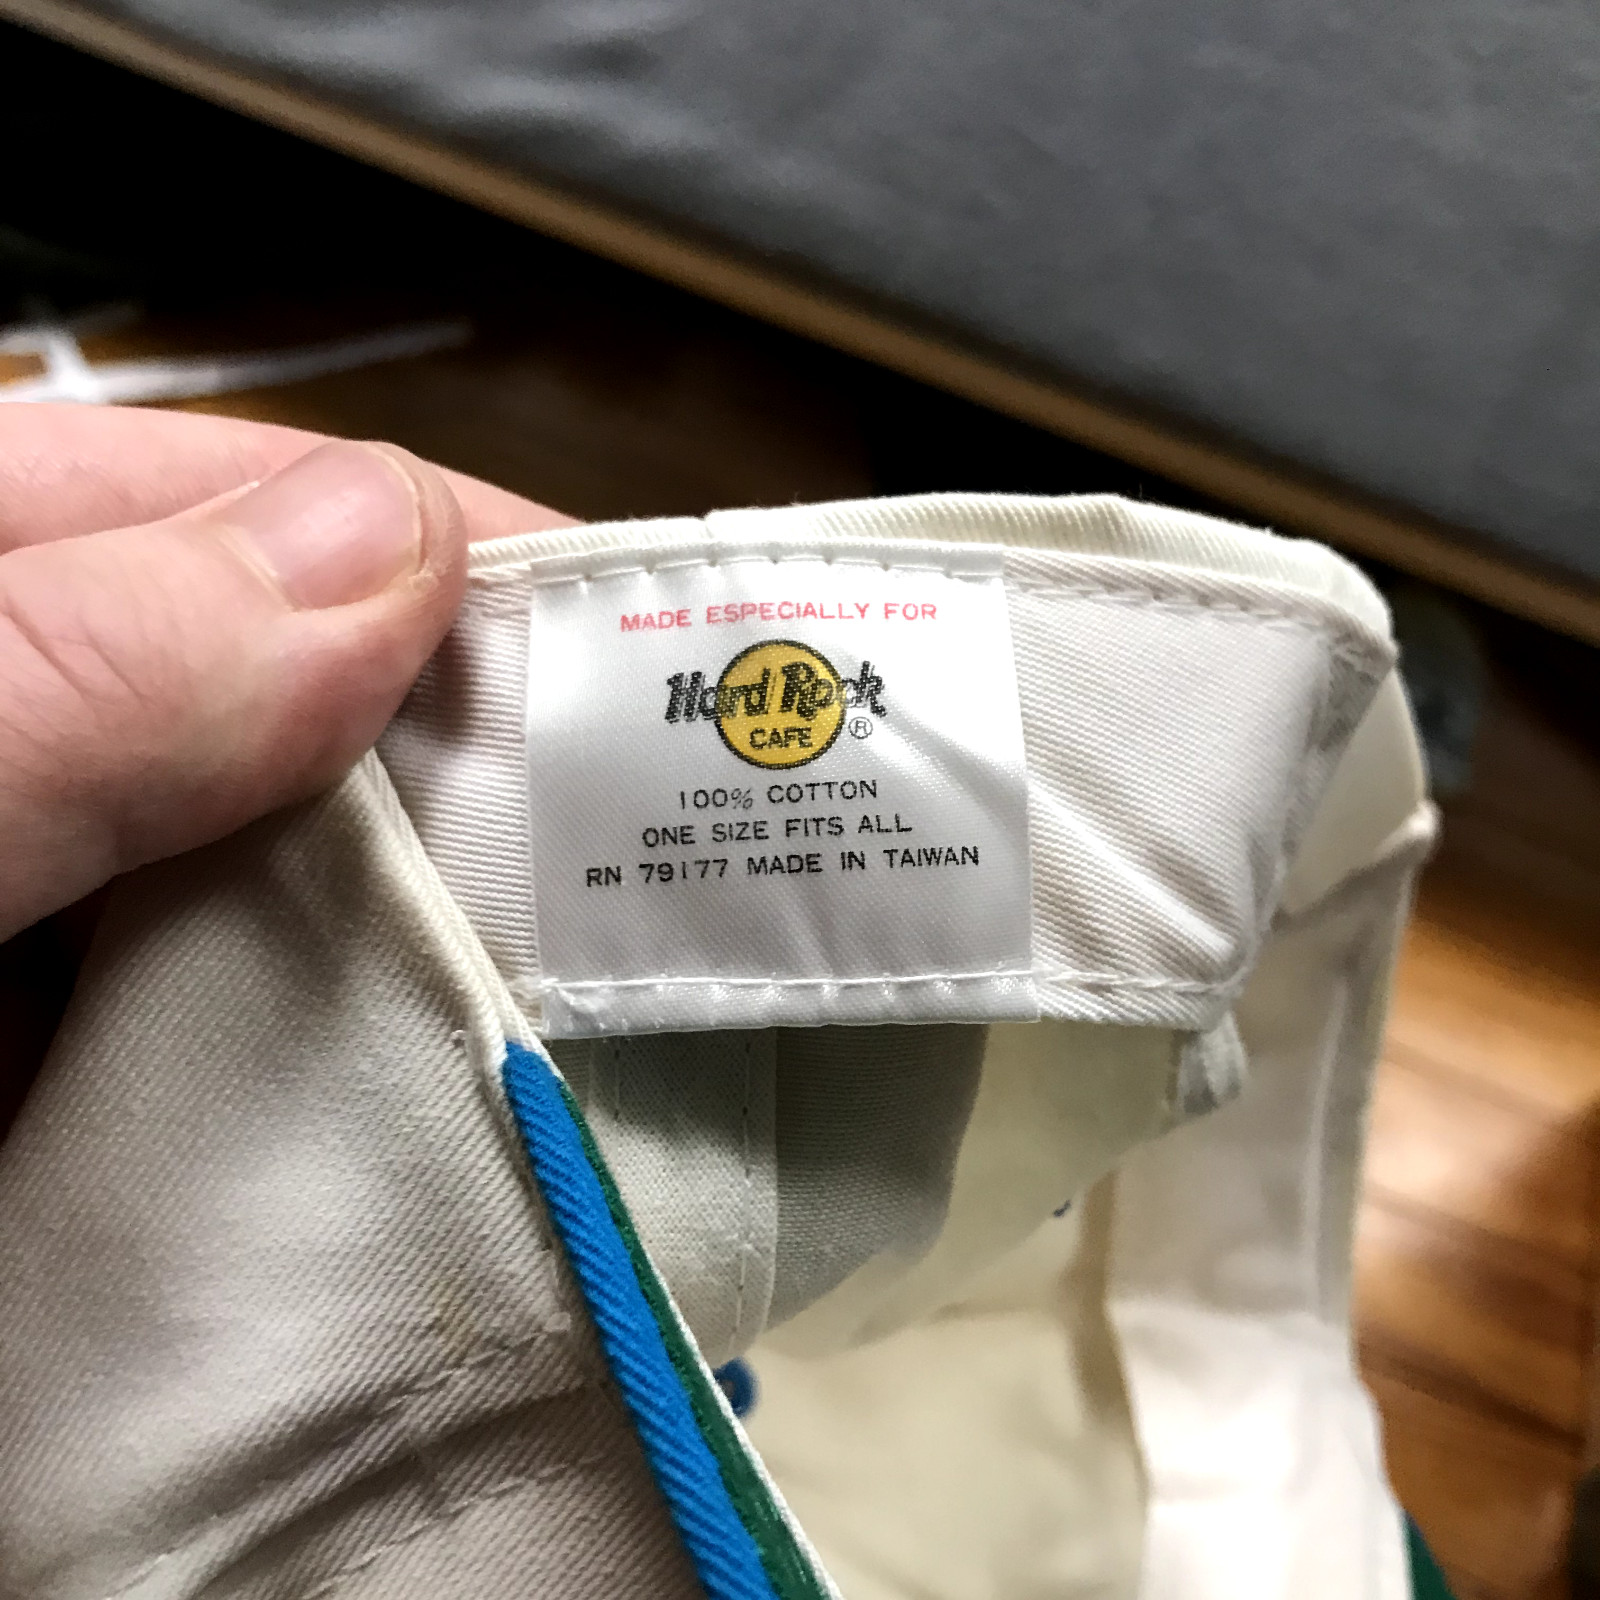 MADE ESPECIALLY FOR
Hard Rock
CAFE ®
100% COTTON
ONE SIZE FITS ALL
RN 79177 MADE IN TAIWAN